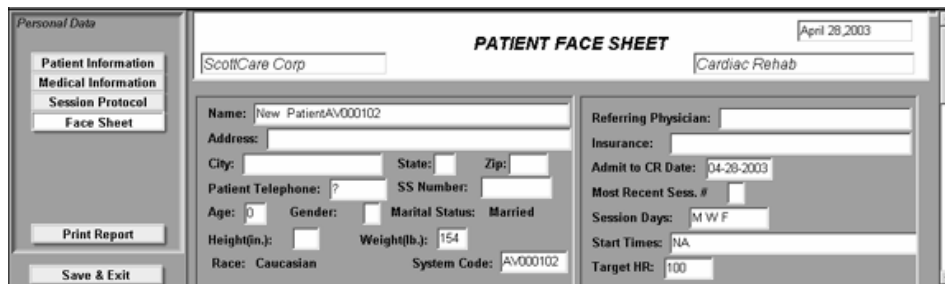 Personal Data
Patient Information
Medical Information
Session Protocol
Face Sheet
Print Report
Save & Exit
April 28,2003
PATIENT FACE SHEET
ScottCare Corp
Cardiac Rehab
Name: New PatientAV000102
Address:
City: State: Zip:
Patient Telephone: ? SS Number:
Age: 0 Gender: Marital Status: Married
Height(in.): Weight(lb.): 154
Race: Caucasian System Code: AV000102
Referring Physician:
Insurance:
Admit to CR Date: 04-28-2003
Most Recent Sess. #
Session Days: M W F
Start Times: NA
Target HR: 100